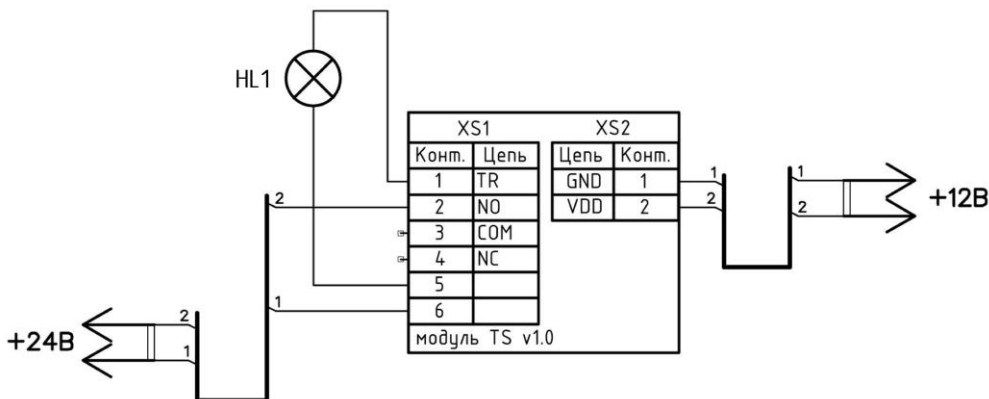 HL1
XS1 XS2
Конт. Цепь Цепь Конт.
1 TR GND 1 1 1
2 2 NO VDD 2 2 2 +12В
3 COM
4 NC
5
1 6
модуль TS v1.0
2
+24В
1